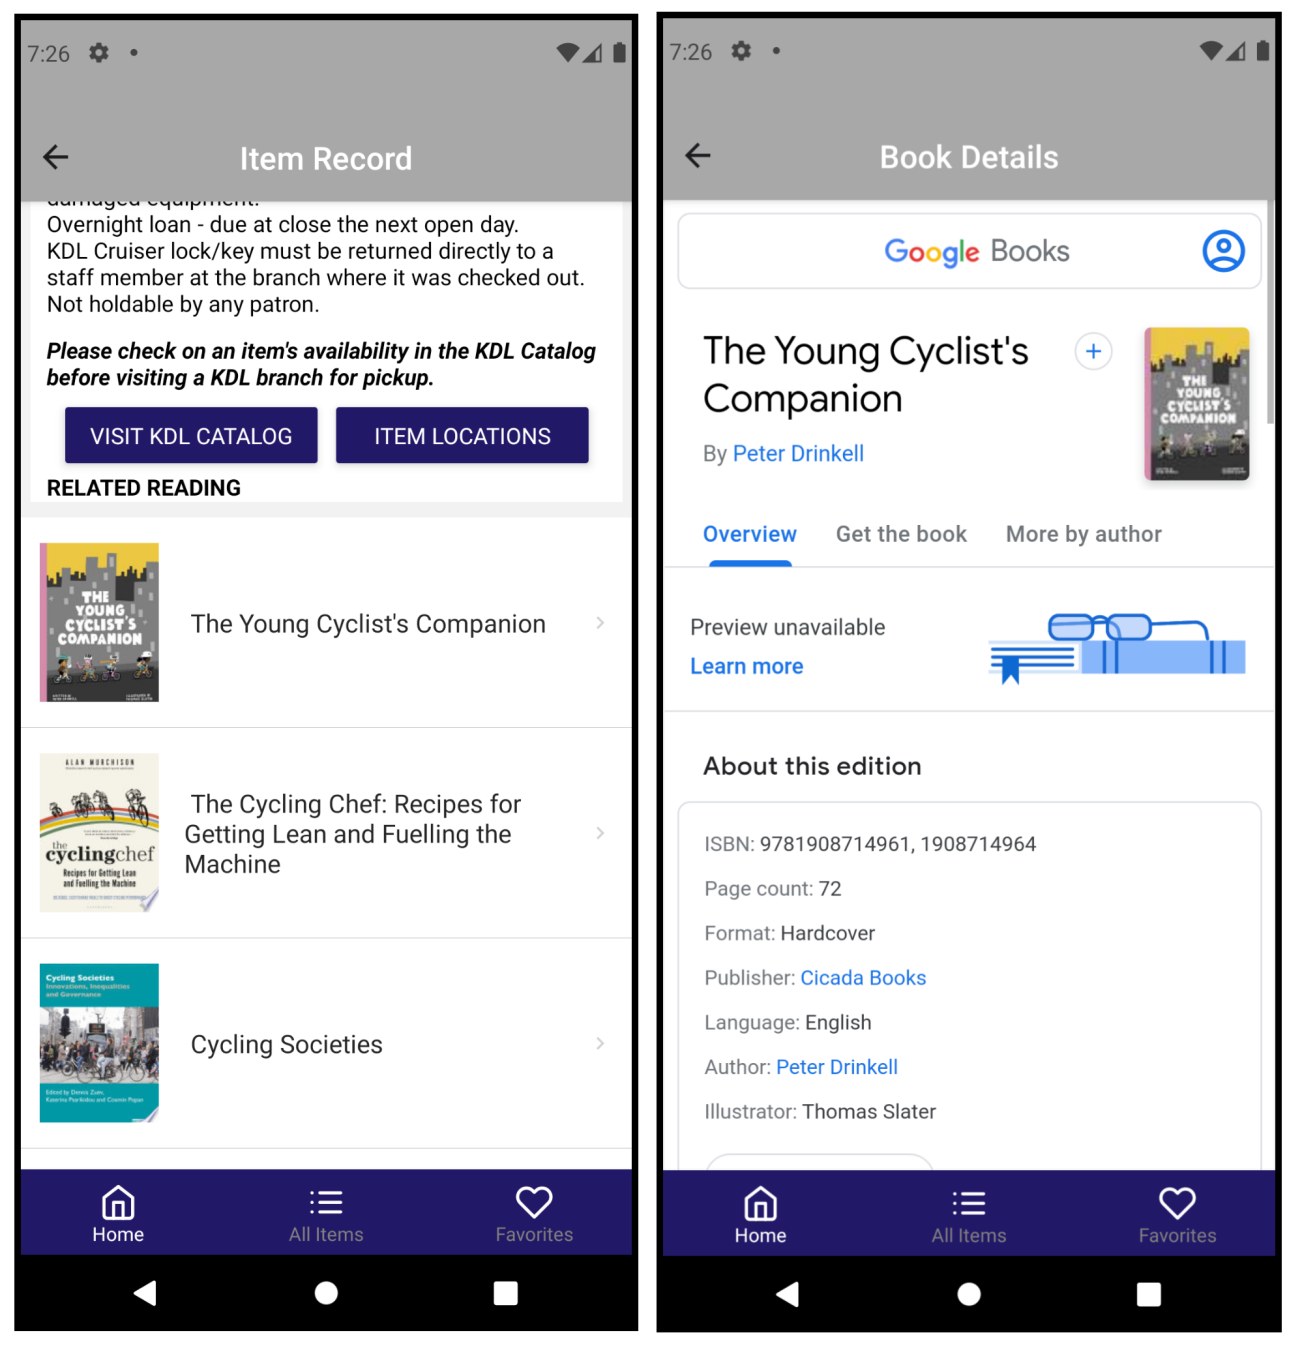 7:26
Item Record
damaged equipment.
Overnight loan - due at close the next open day.
KDL Cruiser lock/key must be returned directly to a
staff member at the branch where it was checked out.
Not holdable by any patron.
Please check on an item's availability in the KDL Catalog
before visiting a KDL branch for pickup.
VISIT KDL CATALOG
ITEM LOCATIONS
RELATED READING
THE
YOUNG
CYCLIST'S
COMPANION
The Young Cyclist's Companion
ALAN MURCHISON
the
cyclingchef
Recipes for Getting Lean
and Fuelling the Machine
The Cycling Chef: Recipes for
Getting Lean and Fuelling the
Machine
Cycling Societies
Innovations, Inequalities
and Governance
Cycling Societies
Home
All Items
Favorites
7:26
Book Details
Google Books
The Young Cyclist's
Companion
By Peter Drinkell
THE
YOUNG
CYCLIST'S
COMPANION
Overview
Get the book
More by author
Preview unavailable
Learn more
About this edition
ISBN: 9781908714961, 1908714964
Page count: 72
Format: Hardcover
Publisher: Cicada Books
Language: English
Author: Peter Drinkell
Illustrator: Thomas Slater
Home
All Items
Favorites